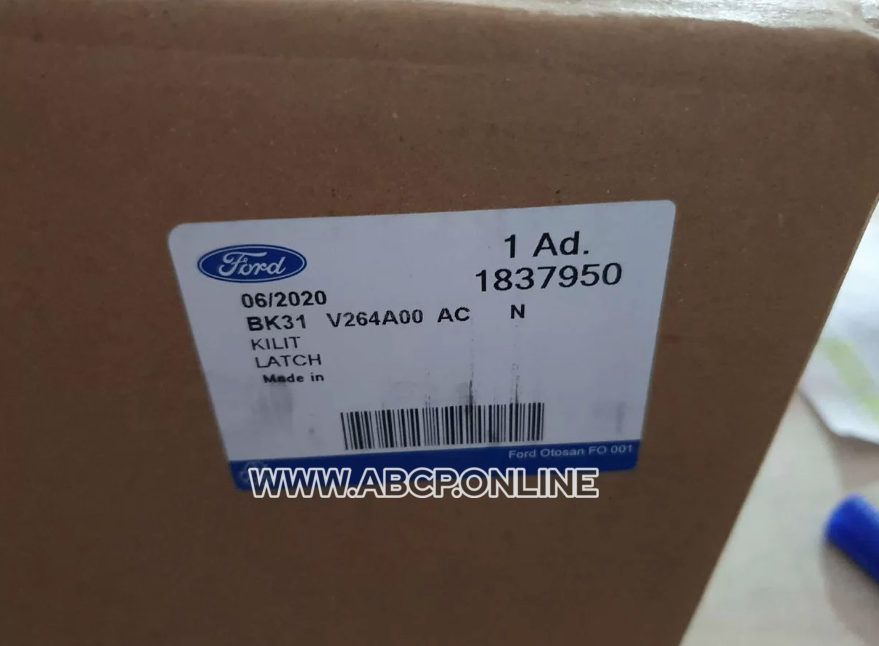 Ford
1 Ad.
1837950
06/2020
BK31 V264A00 AC N
KILIT
LATCH
Made in
Ford Otosan FO 001
WWW.ABCP.ONLINE